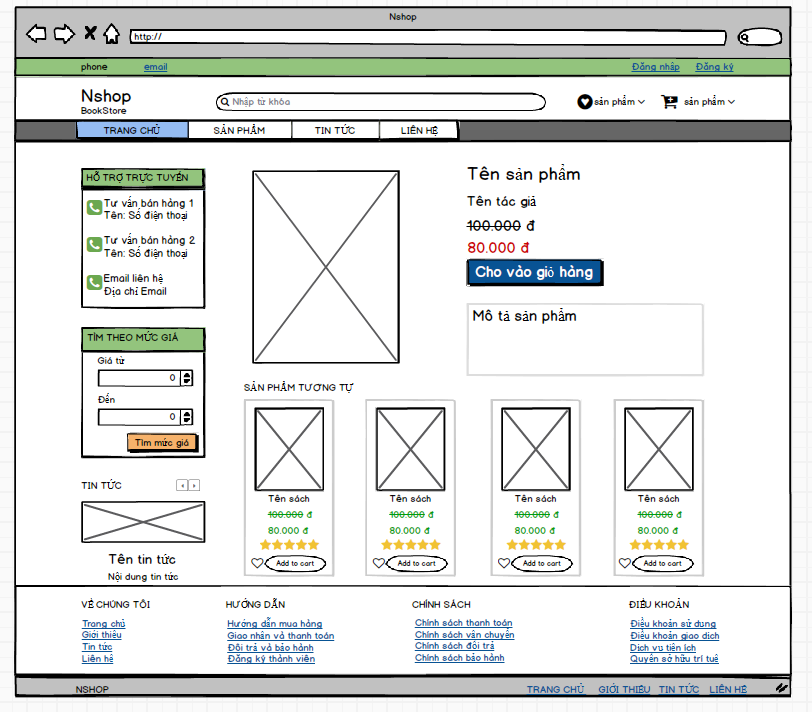 Nshop
http://
phone email Đăng nhập Đăng ký
Nshop
BookStore
Nhập từ khóa
sản phẩm
sản phẩm
TRANG CHỦ SẢN PHẨM TIN TỨC LIÊN HỆ
HỖ TRỢ TRỰC TUYẾN
Tư vấn bán hàng 1
Tên: Số điện thoại
Tư vấn bán hàng 2
Tên: Số điện thoại
Email liên hệ
Địa chỉ Email
TÌM THEO MỨC GIÁ
Giá từ
0
Đến
0
Tìm mức giá
TIN TỨC
Tên tin tức
Nội dung tin tức
Tên sản phẩm
Tên tác giả
100.000 đ
80.000 đ
Cho vào giỏ hàng
Mô tả sản phẩm
SẢN PHẨM TƯƠNG TỰ
Tên sách
100.000 đ
80.000 đ
Add to cart
Tên sách
100.000 đ
80.000 đ
Add to cart
Tên sách
100.000 đ
80.000 đ
Add to cart
Tên sách
100.000 đ
80.000 đ
Add to cart
VỀ CHÚNG TÔI
Trang chủ
Giới thiệu
Tin tức
Liên hệ
HƯỚNG DẪN
Hướng dẫn mua hàng
Giao nhận và thanh toán
Đổi trả và bảo hành
Đăng ký thành viên
CHÍNH SÁCH
Chính sách thanh toán
Chính sách vận chuyển
Chính sách đổi trả
Chính sách bảo hành
ĐIỀU KHOẢN
Điều khoản sử dụng
Điều khoản giao dịch
Dịch vụ tiện ích
Quyền sở hữu trí tuệ
NSHOP TRANG CHỦ GIỚI THIỆU TIN TỨC LIÊN HỆ